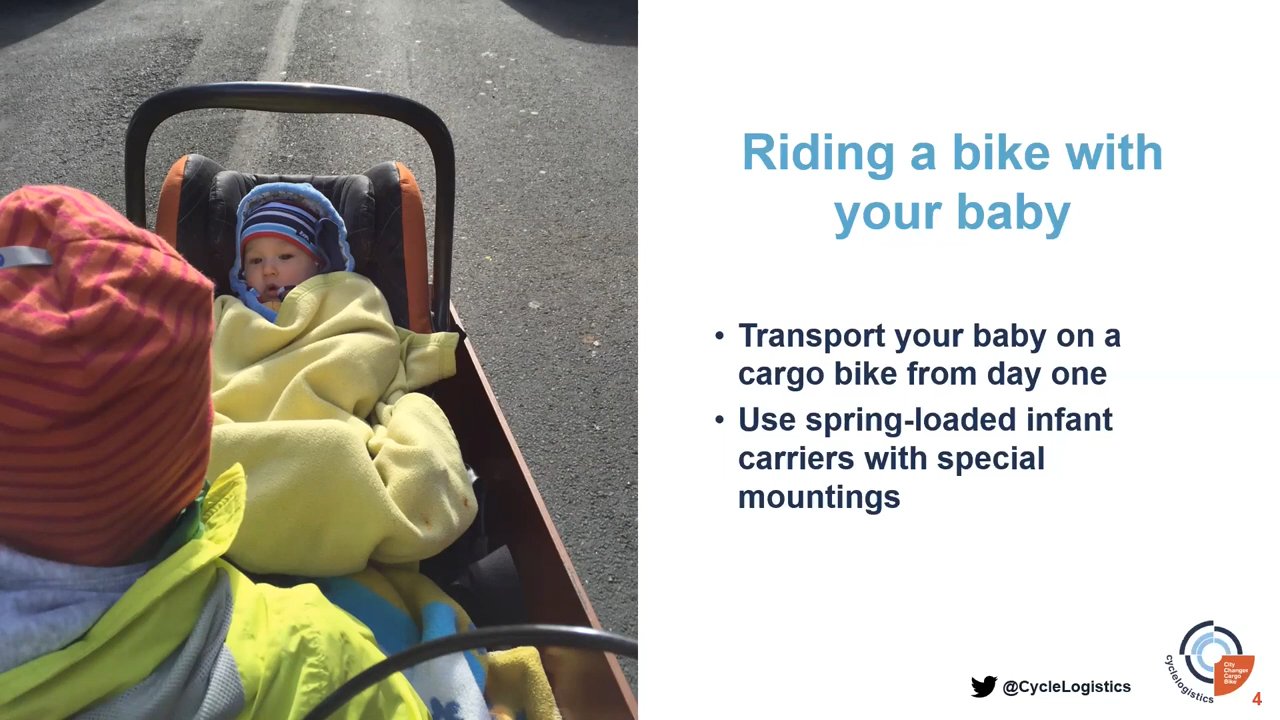 Riding a bike with
your baby
• Transport your baby on a
cargo bike from day one
• Use spring-loaded infant
carriers with special
mountings
@CycleLogistics
cyclelogistics
City
Changer
Cargo
Bike
4